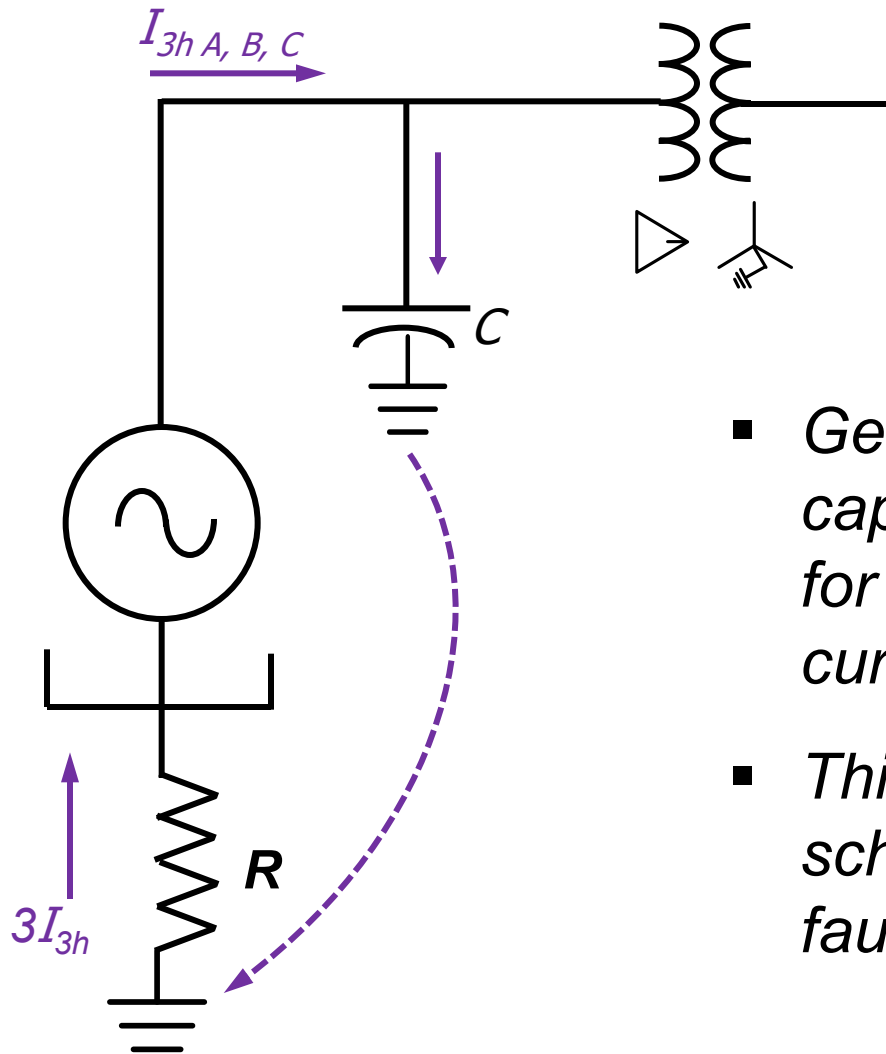 I3h A, B, C
C
R
3I3h
▪ Ge
cap
for
cur
▪ Thi
sch
fau